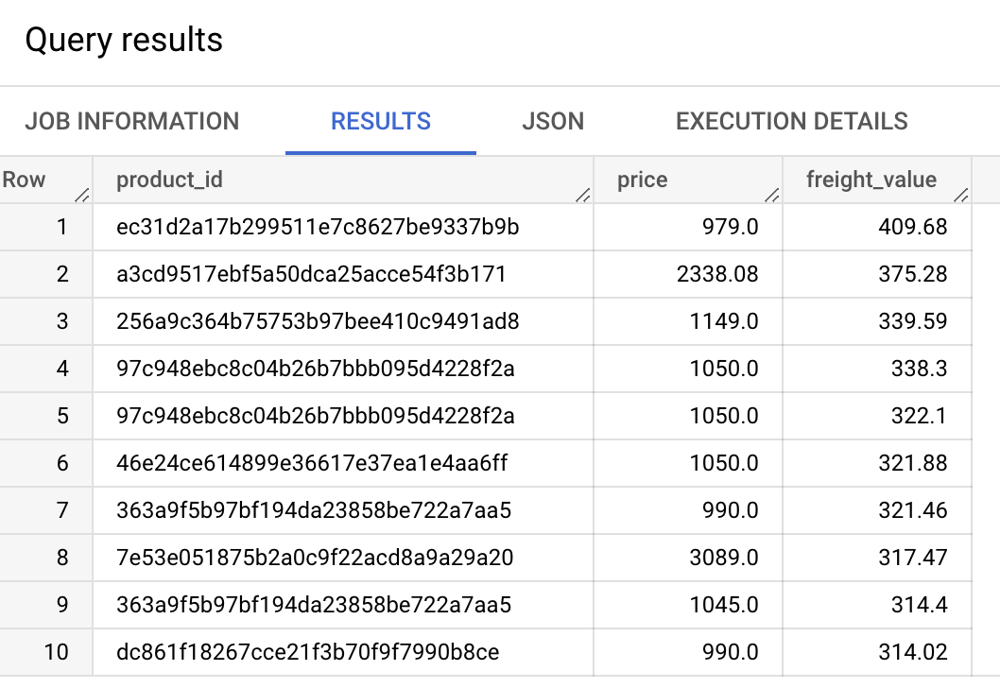 Query results
JOB INFORMATION RESULTS JSON EXECUTION DETAILS
Row product_id price freight_value
1 ec31d2a17b299511e7c8627be9337b9b 979.0 409.68
2 a3cd9517ebf5a50dca25acce54f3b171 2338.08 375.28
3 256a9c364b75753b97bee410c9491ad8 1149.0 339.59
4 97c948ebc8c04b26b7bbb095d4228f2a 1050.0 338.3
5 97c948ebc8c04b26b7bbb095d4228f2a 1050.0 322.1
6 46e24ce614899e36617e37ea1e4aa6ff 1050.0 321.88
7 363a9f5b97bf194da23858be722a7aa5 990.0 321.46
8 7e53e051875b2a0c9f22acd8a9a29a20 3089.0 317.47
9 363a9f5b97bf194da23858be722a7aa5 1045.0 314.4
10 dc861f18267cce21f3b70f9f7990b8ce 990.0 314.02